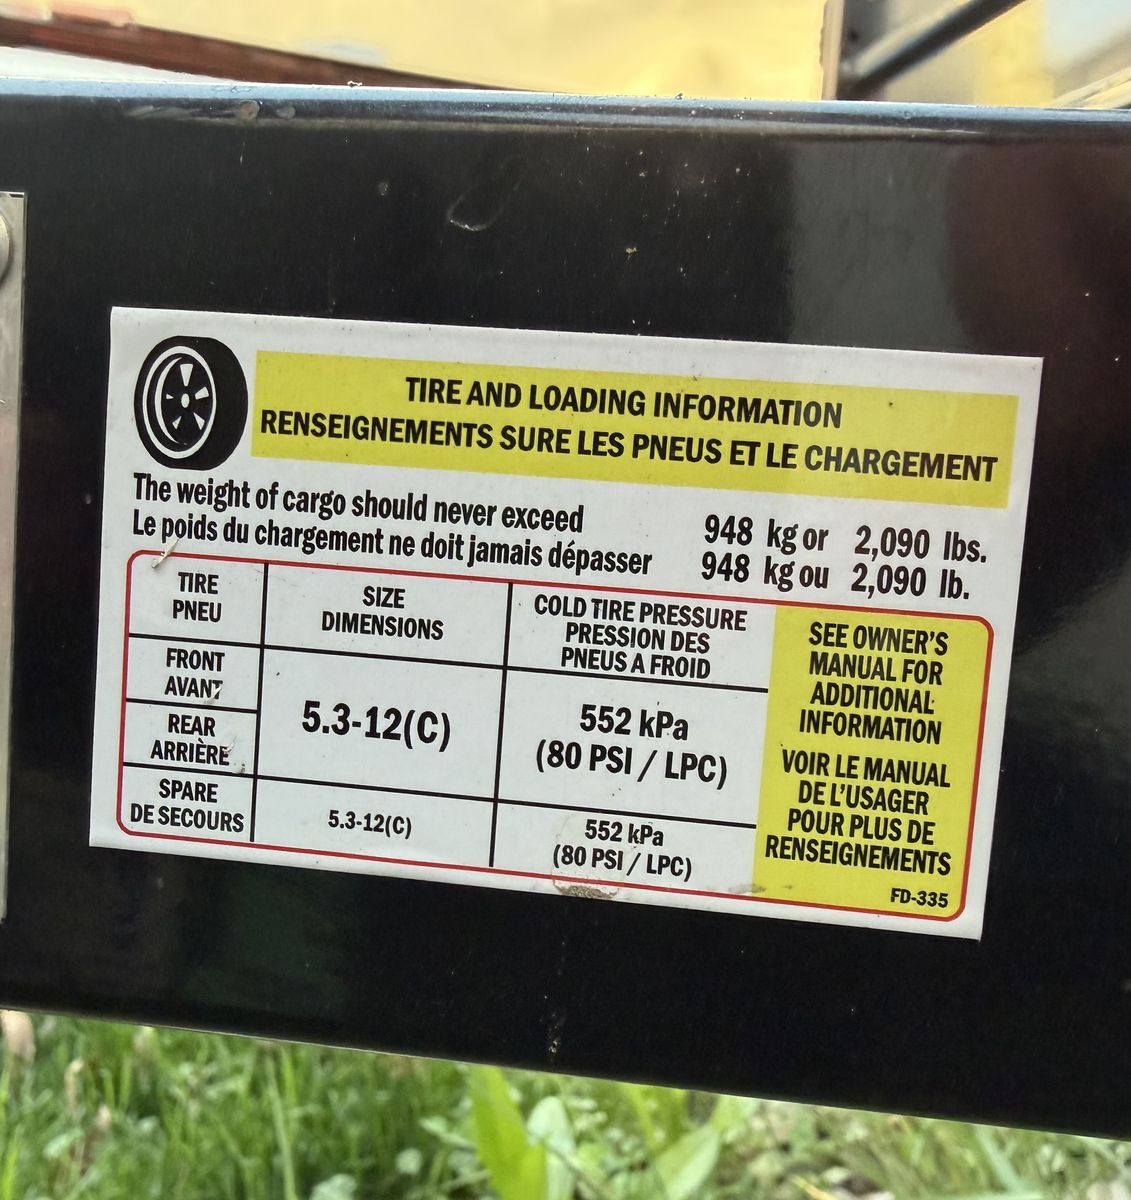 TIRE AND LOADING INFORMATION
RENSEIGNEMENTS SURE LES PNEUS ET LE CHARGEMENT
The weight of cargo should never exceed 948 kg or 2,090 lbs.
Le poids du chargement ne doit jamais dépasser 948 kg ou 2,090 lb.
TIRE
PNEU
SIZE
DIMENSIONS
COLD TIRE PRESSURE
PRESSION DES
PNEUS A FROID
FRONT
AVANT
REAR
ARRIÈRE
5.3-12(C)
552 kPa
(80 PSI / LPC)
SPARE
DE SECOURS
5.3-12(C)
552 kPa
(80 PSI / LPC)
SEE OWNER'S
MANUAL FOR
ADDITIONAL
INFORMATION
VOIR LE MANUAL
DE L'USAGER
POUR PLUS DE
RENSEIGNEMENTS
FD-335